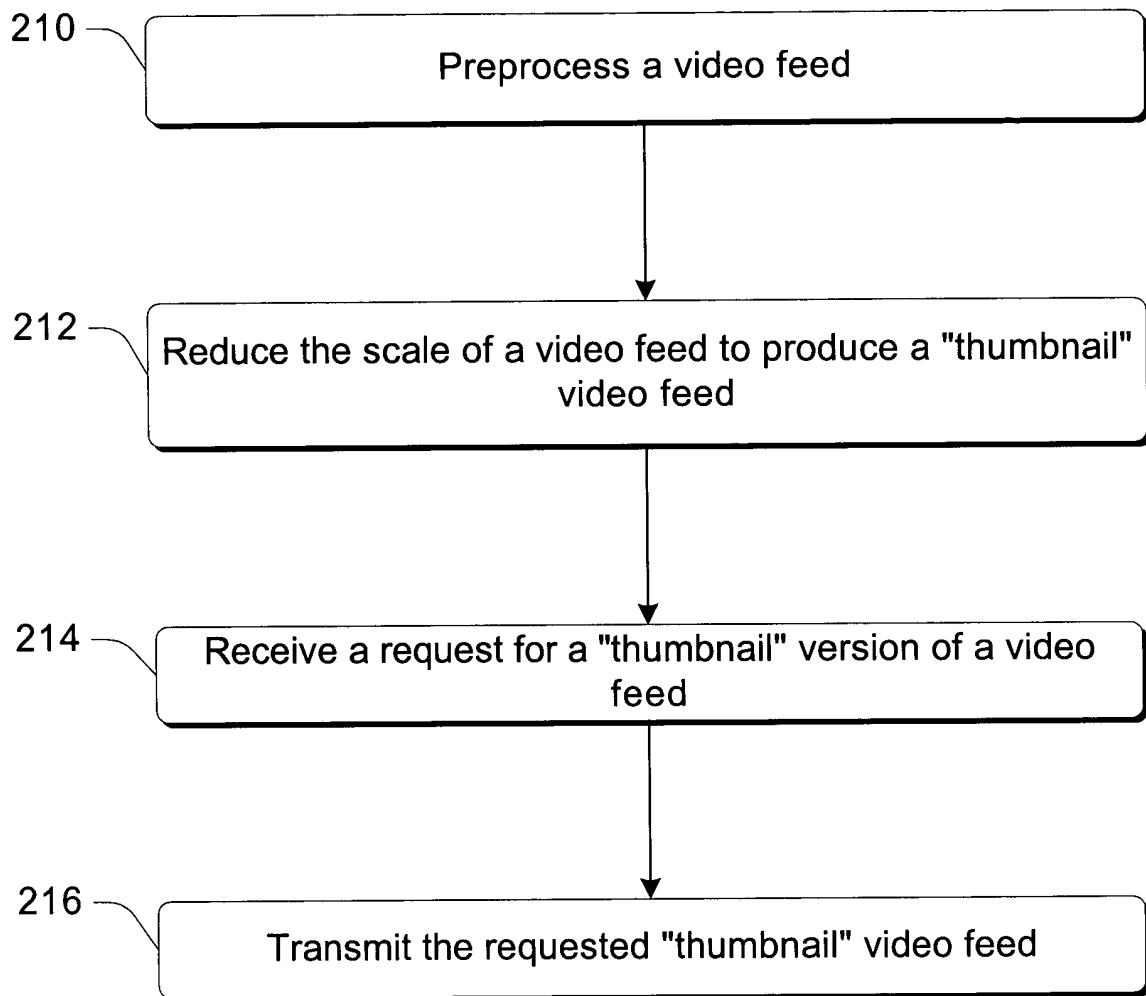 210
Preprocess a video feed
212
Reduce the scale of a video feed to produce a "thumbnail"
video feed
214
Receive a request for a "thumbnail" version of a video
feed
216
Transmit the requested "thumbnail" video feed